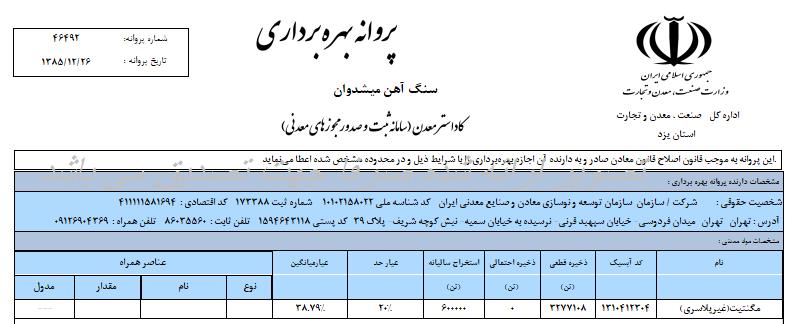 جمهوری اسلامی ایران
وزارت صنعت، معدن و تجارت
اداره کل صنعت ، معدن و تجارت
استان یزد
پروانه بهره برداری
سنگ آهن میشدوان
کاداستر معدن (سامانه ثبت و صدور مجوزهای معدنی)
شماره پروانه: ۴۶۴۹۲
تاریخ پروانه : ۱۳۸۵/۱۲/۲۶
این پروانه به موجب قانون اصلاح قانون معادن صادر و به دارنده آن اجازه بهره‌برداری را با شرایط ذیل و در محدوده مشخص شده اعطا می‌نماید.
مشخصات دارنده پروانه بهره برداری :
شخصیت حقوقی : شرکت / سازمان سازمان توسعه و نوسازی معادن و صنایع معدنی ایران کد شناسه ملی ۱۰۱۰۲۱۵۸۰۲۲ شماره ثبت ۱۷۳۳۸۸ کد اقتصادی : ۴۱۱۱۱۱۵۸۱۶۹۴
آدرس : تهران تهران میدان فردوسی- خیابان سپهبد قرنی- نرسیده به خیابان سمیه- نبش کوچه شریف- پلاک ۳۹ کد پستی ۱۵۹۴۶۴۳۱۱۸ تلفن ثابت : ۸۶۰۳۵۵۶۰ تلفن همراه : ۰۹۱۲۶۹۰۴۳۶۹
مشخصات مواد معدنی :
نام کد آیسیک ذخیره قطعی (تن) ذخیره احتمالی (تن) استخراج سالیانه (تن) عیار حد عیارمیانگین عناصر همراه
نوع نام مقدار مدول
مگنتیت(غیرپلاسری) ۱۳۱۰۴۱۲۳۰۴ ۳۲۷۷۱۰۸ ۰ ۶۰۰۰۰۰ ۲۰% ۳۸.۷۹% ---